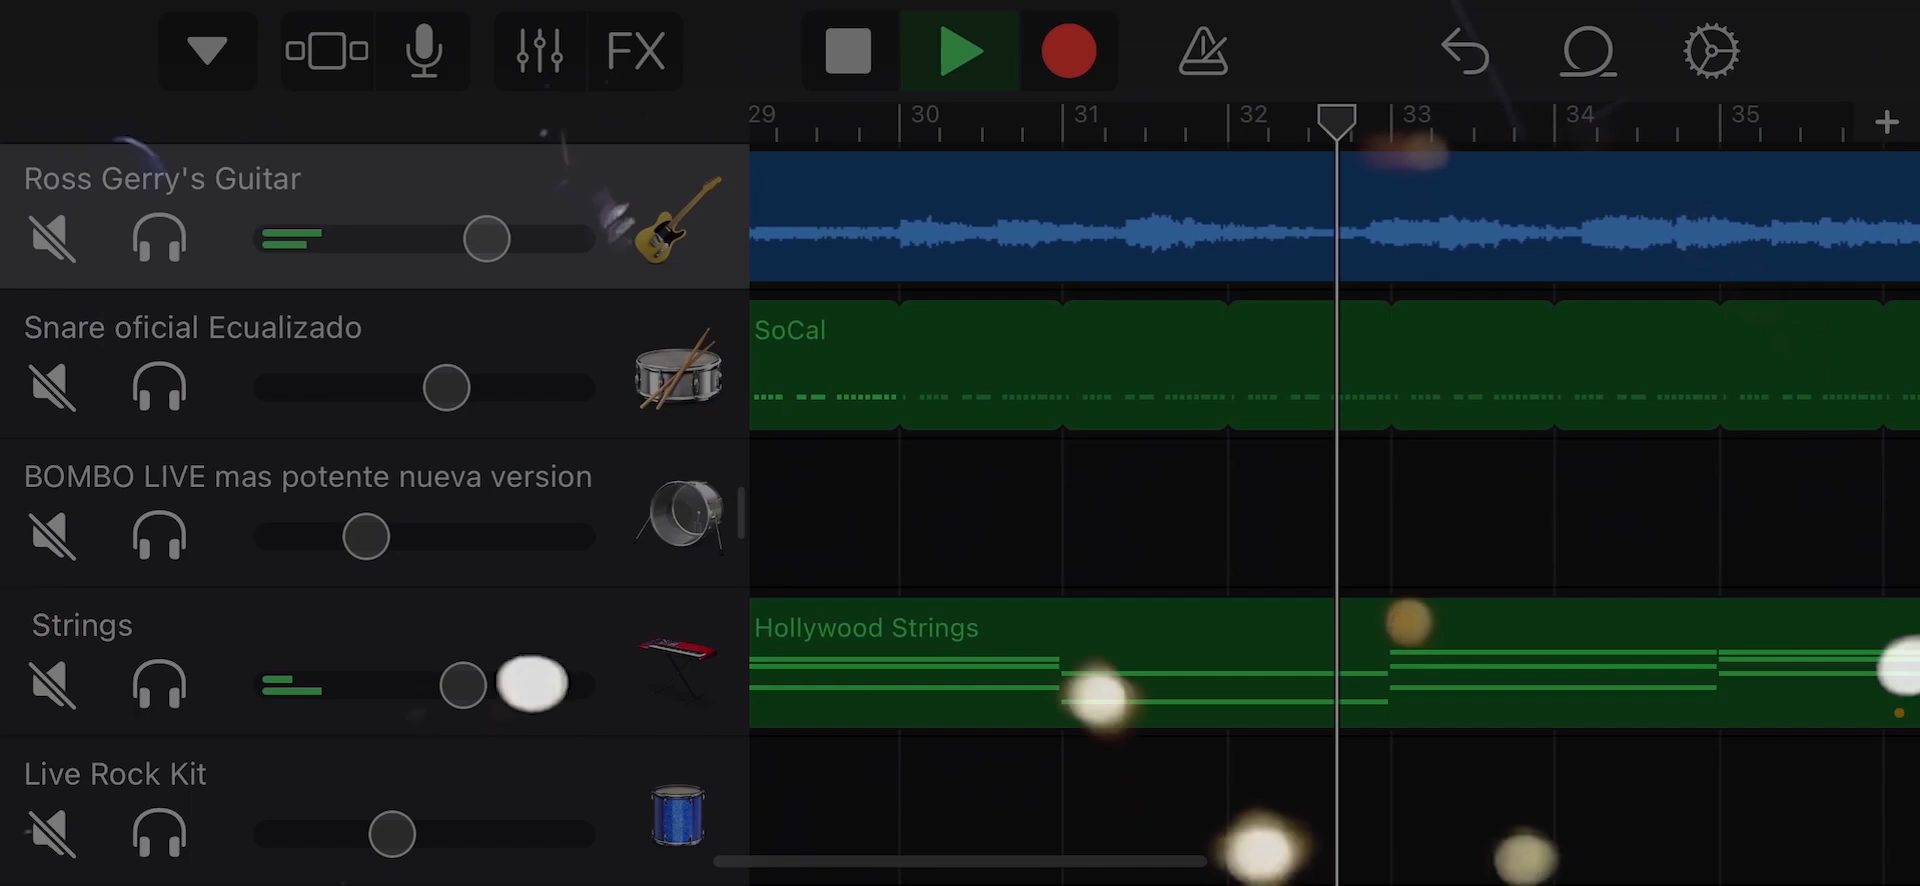 FX
29 30 31 32 33 34 35
Ross Gerry's Guitar
Snare oficial Ecualizado
SoCal
BOMBO LIVE mas potente nueva version
Strings
Hollywood Strings
Live Rock Kit